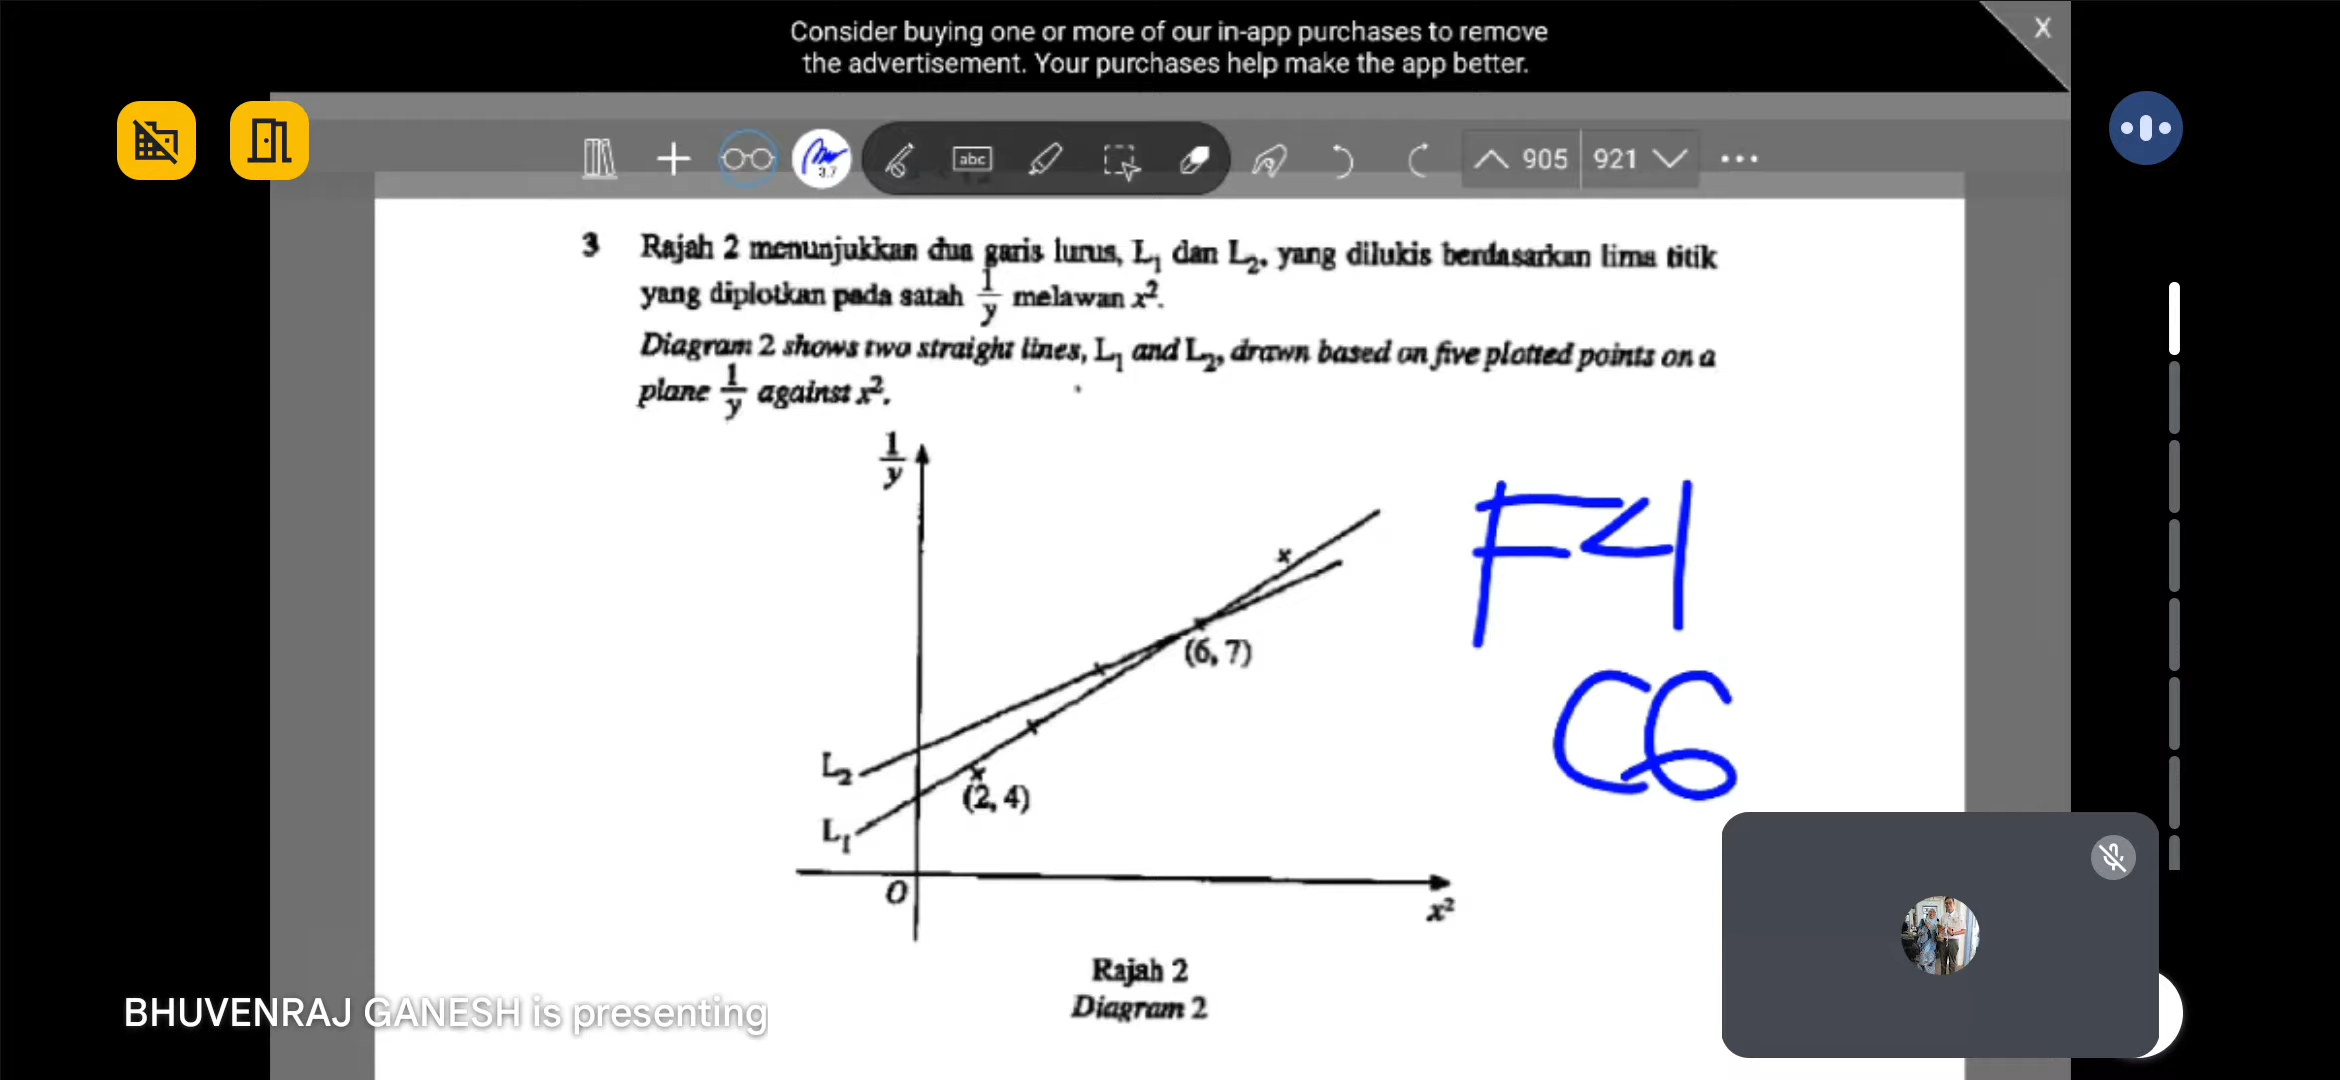 Consider buying one or more of our in-app purchases to remove
the advertisement. Your purchases help make the app better.
X
3.7
abc
905
921
3 Rajah 2 menunjukkan dua garis lurus, L₁ dan L₂, yang dilukis berdasarkan lima titik
yang diplotkan pada satah 1/y melawan x².
Diagram 2 shows two straight lines, L₁ and L₂, drawn based on five plotted points on a
plane 1/y against x².
1/y
F4
(6, 7)
C6
L₂
(2, 4)
L₁
O
x²
Rajah 2
Diagram 2
BHUVENRAJ GANESH is presenting